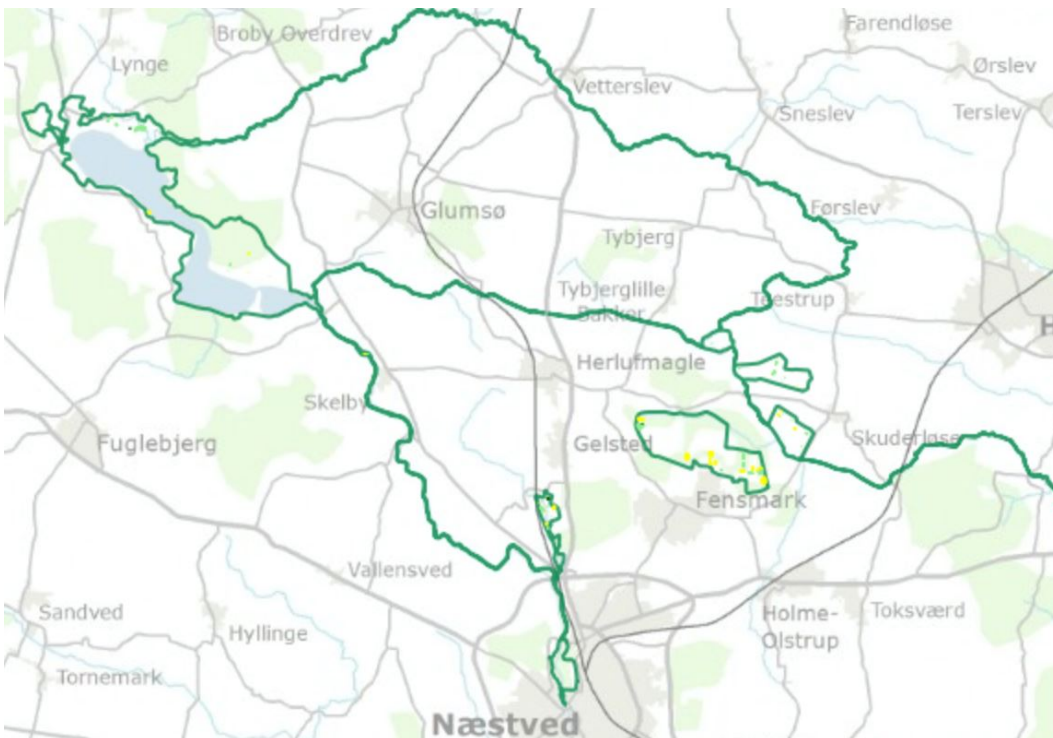 Farendløse
Broby Overdrev
Lynge
Ørslev
Vetterslev
Sneslev
Terslev
Førslev
Glumsø
Tybjerg
Tybjerglille
Bakker
Teestrup
H
Herlufmagle
Skelby
Fuglebjerg
Gelsted
Skuderløse
Fensmark
Vallensved
Sandved
Hyllinge
Holme-
Olstrup
Toksværd
Tornemark
Næstved